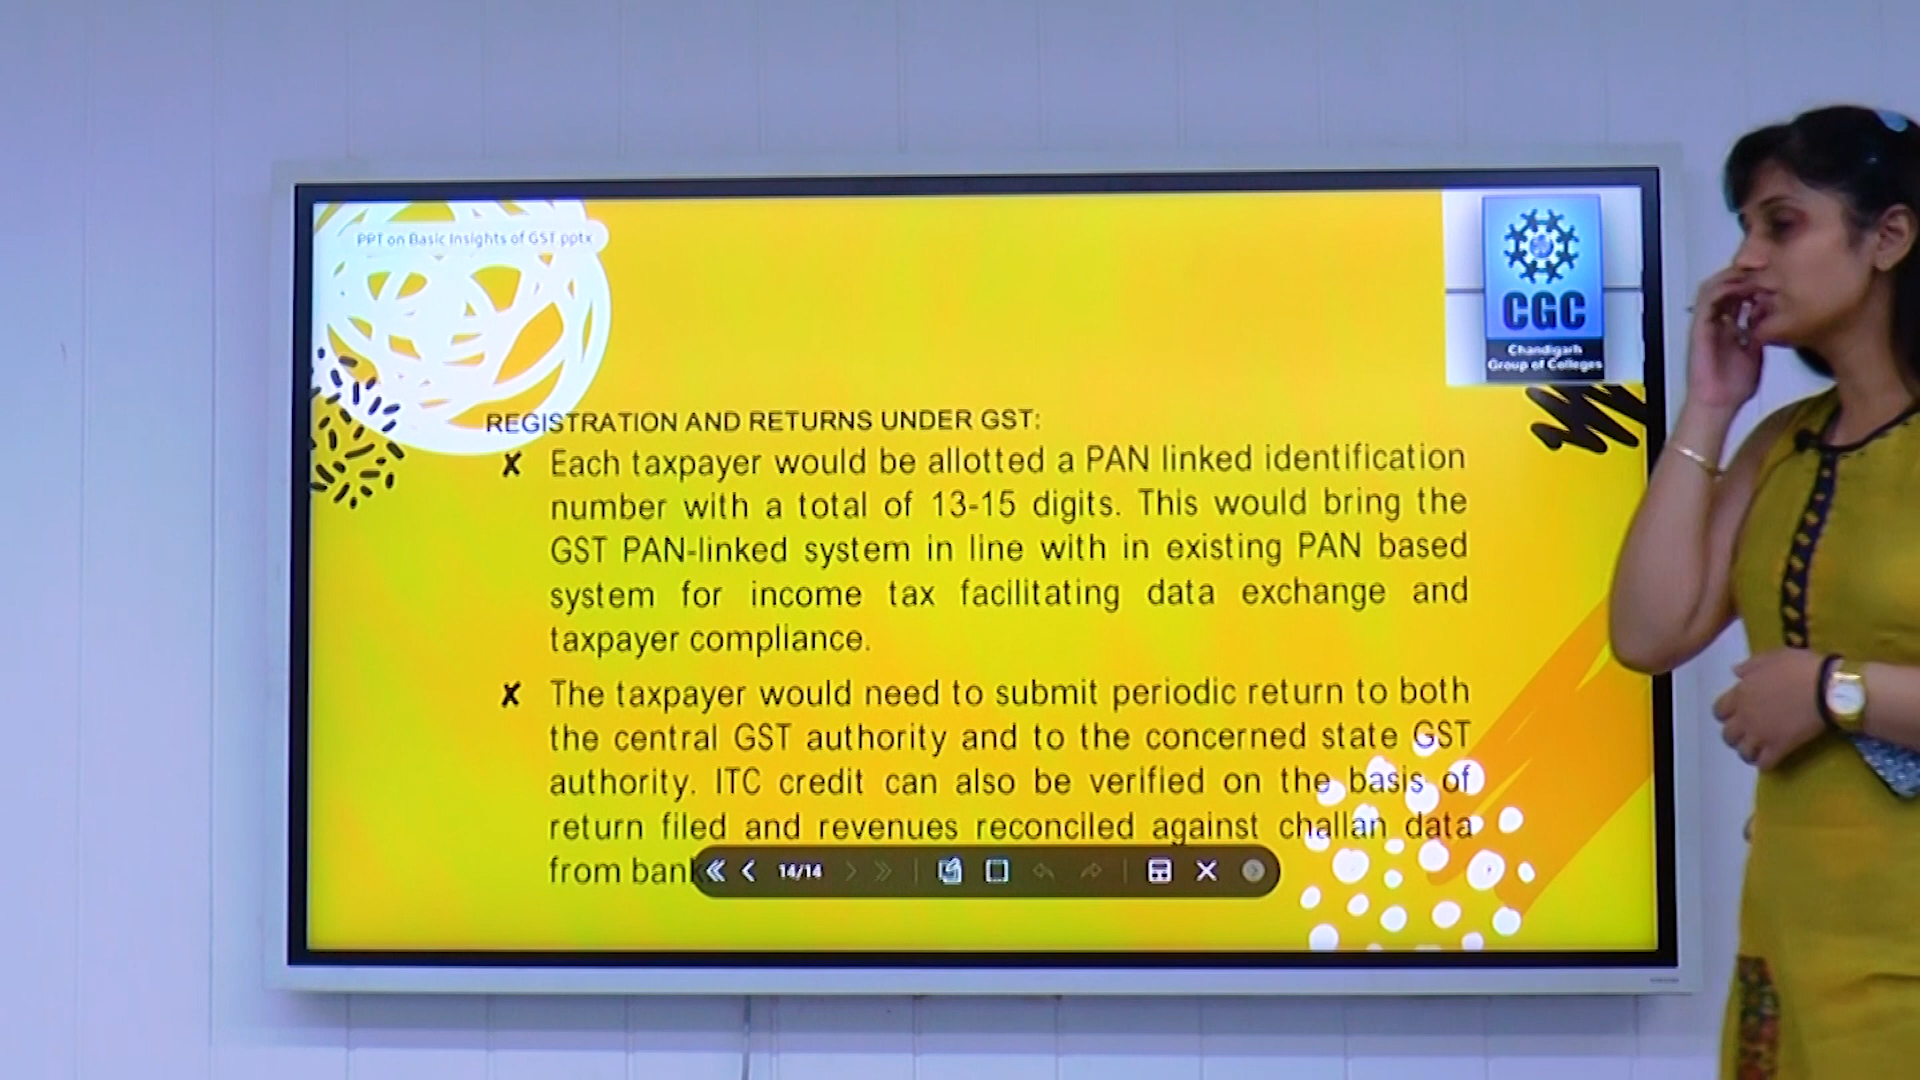 PPT on Basic Insights of GST.pptx
CGC
Chandigarh
Group of Colleges
REGISTRATION AND RETURNS UNDER GST:
✘ Each taxpayer would be allotted a PAN linked identification
number with a total of 13-15 digits. This would bring the
GST PAN-linked system in line with in existing PAN based
system for income tax facilitating data exchange and
taxpayer compliance.
✘ The taxpayer would need to submit periodic return to both
the central GST authority and to the concerned state GST
authority. ITC credit can also be verified on the basis of
return filed and revenues reconciled against challan data
from bank
14/14